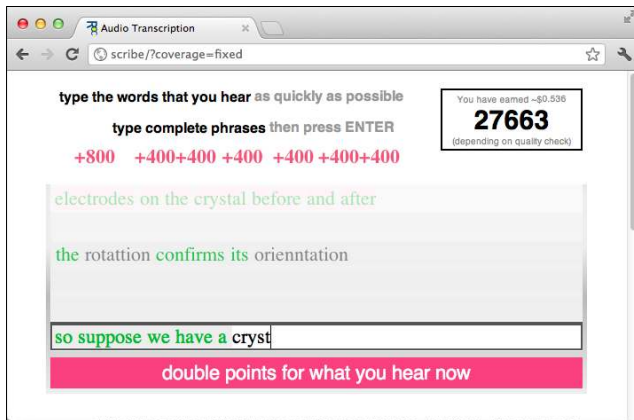 Audio Transcription
scribe/?coverage=fixed
type the words that you hear as quickly as possible
type complete phrases then press ENTER
You have earned ~$0.536
27663
(depending on quality check)
+800 +400+400 +400 +400 +400+400
electrodes on the crystal before and after
the rotattion confirms its orienntation
so suppose we have a cryst
double points for what you hear now